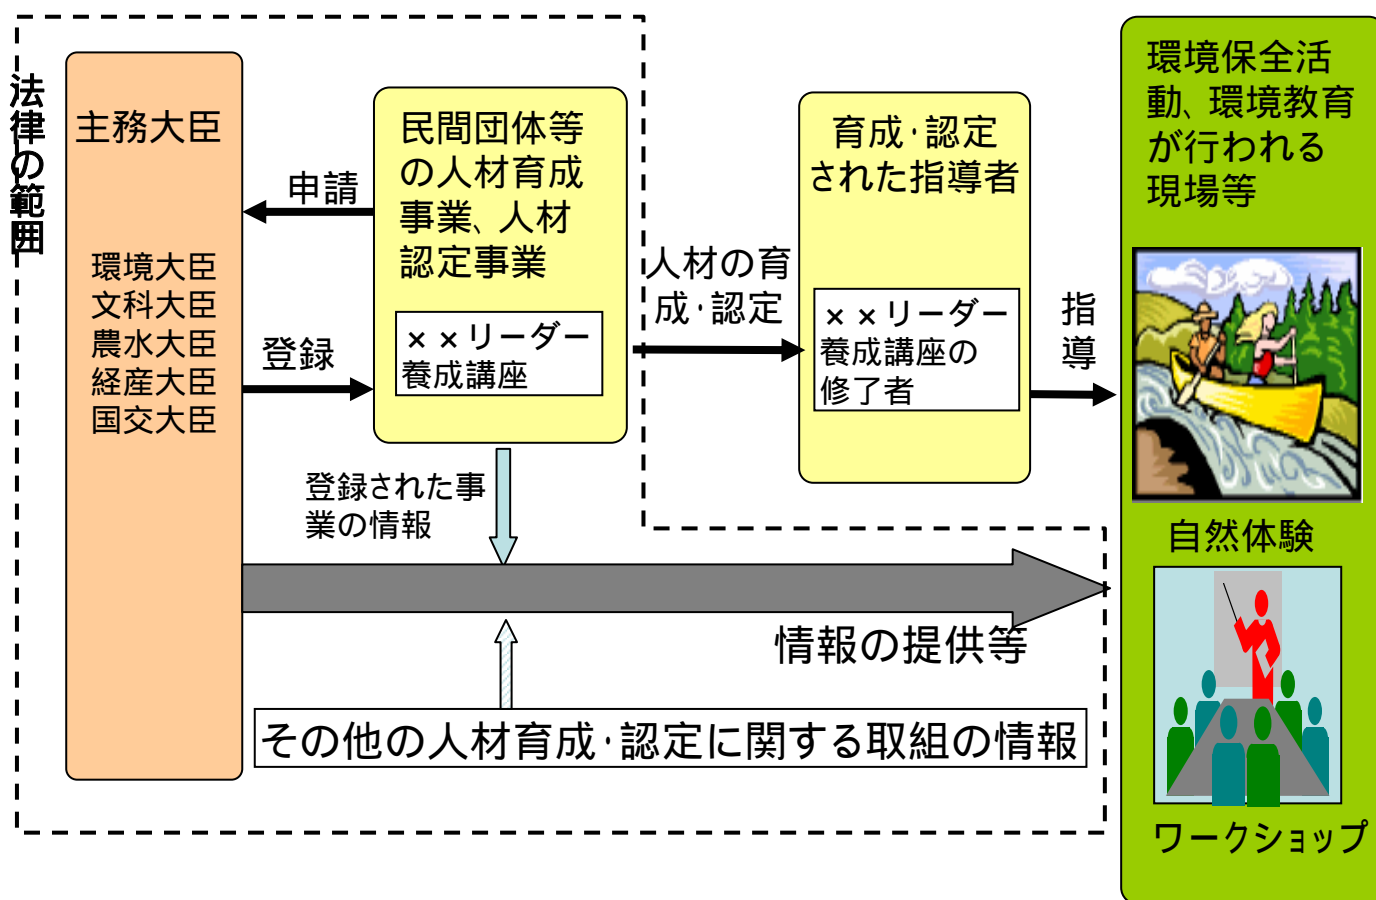 法律の範囲
主務大臣
環境大臣
文科大臣
農水大臣
経産大臣
国交大臣
申請
登録
民間団体等
の人材育成
事業、人材
認定事業
××リーダー
養成講座
登録された事
業の情報
人材の育
成・認定
育成・認定
された指導者
××リーダー
養成講座の
修了者
指
導
情報の提供等
その他の人材育成・認定に関する取組の情報
環境保全活
動、環境教育
が行われる
現場等
自然体験
ワークショップ